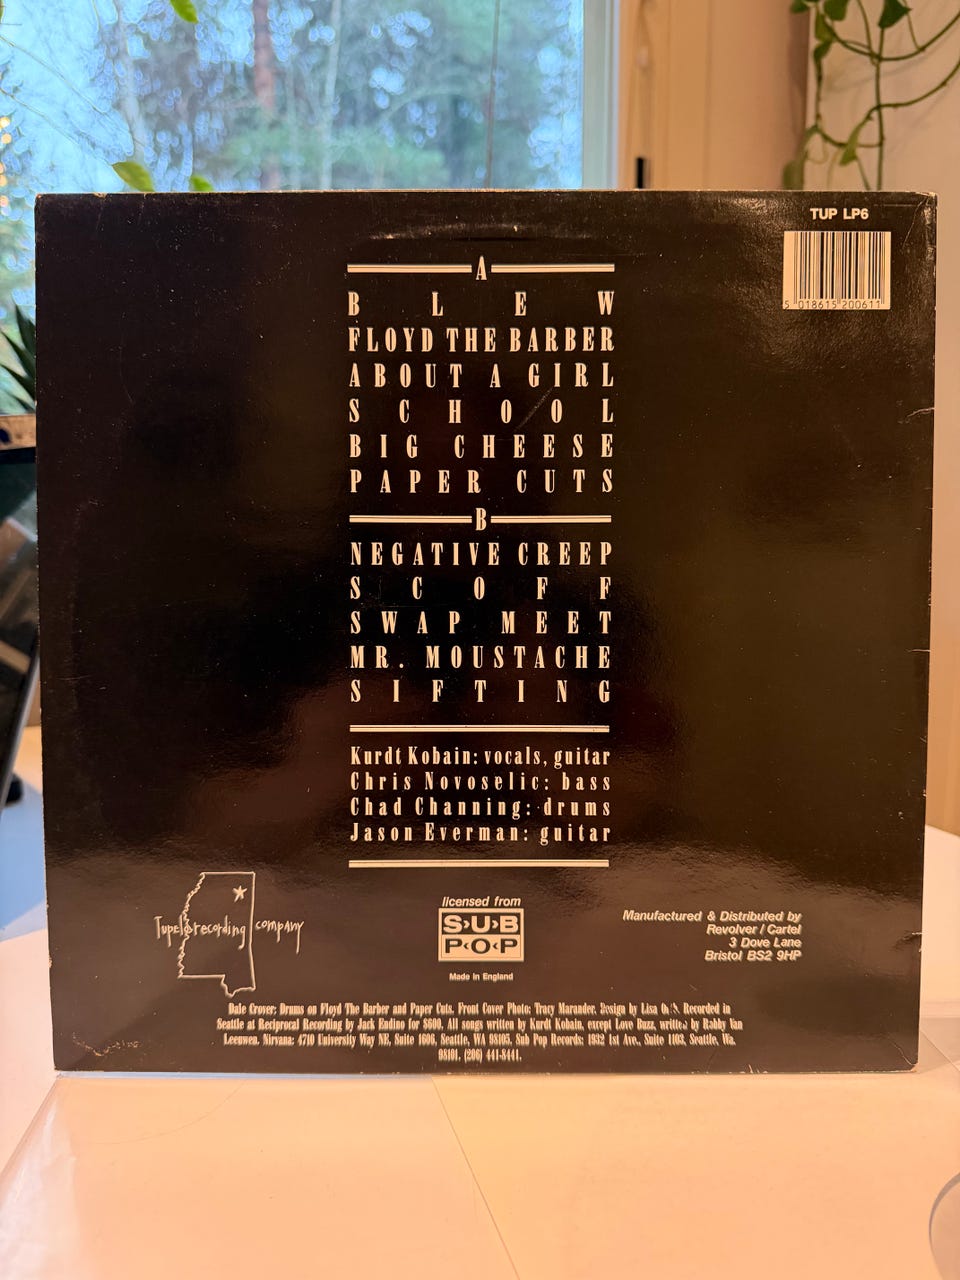 TUP LP6
5 018615 200611
A
BLEW
FLOYD THE BARBER
ABOUT A GIRL
SCHOOL
BIG CHEESE
PAPER CUTS
B
NEGATIVE CREEP
SCOFF
SWAP MEET
MR. MOUSTACHE
SIFTING
Kurdt Kobain: vocals, guitar
Chris Novoselic: bass
Chad Channing: drums
Jason Everman: guitar
Tupelo recording company
licensed from
SUB
POP
Made in England
Manufactured & Distributed by
Revolver / Cartel
3 Dove Lane
Bristol BS2 9HP
Dale Crover: Drums on Floyd The Barber and Paper Cuts. Front Cover Photo: Tracy Marander. Design by Lisa Recorded in
Seattle at Reciprocal Recording by Jack Endino for $600. All songs written by Kurdt Kobain, except Love Buzz, written by Robby Van
Leeuwen. Nirvana: 4710 University Way NE, Suite 1606, Seattle, WA 98105. Sub Pop Records: 1932 1st Ave., Suite 1103, Seattle, Wa.
98101. (206) 441-8441.